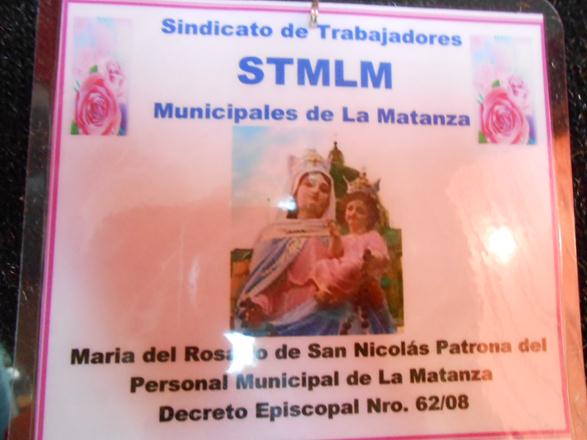 Sindicato de Trabajadores
STMLM
Municipales de La Matanza
Maria del Rosario de San Nicolás Patrona del
Personal Municipal de La Matanza
Decreto Episcopal Nro. 62/08